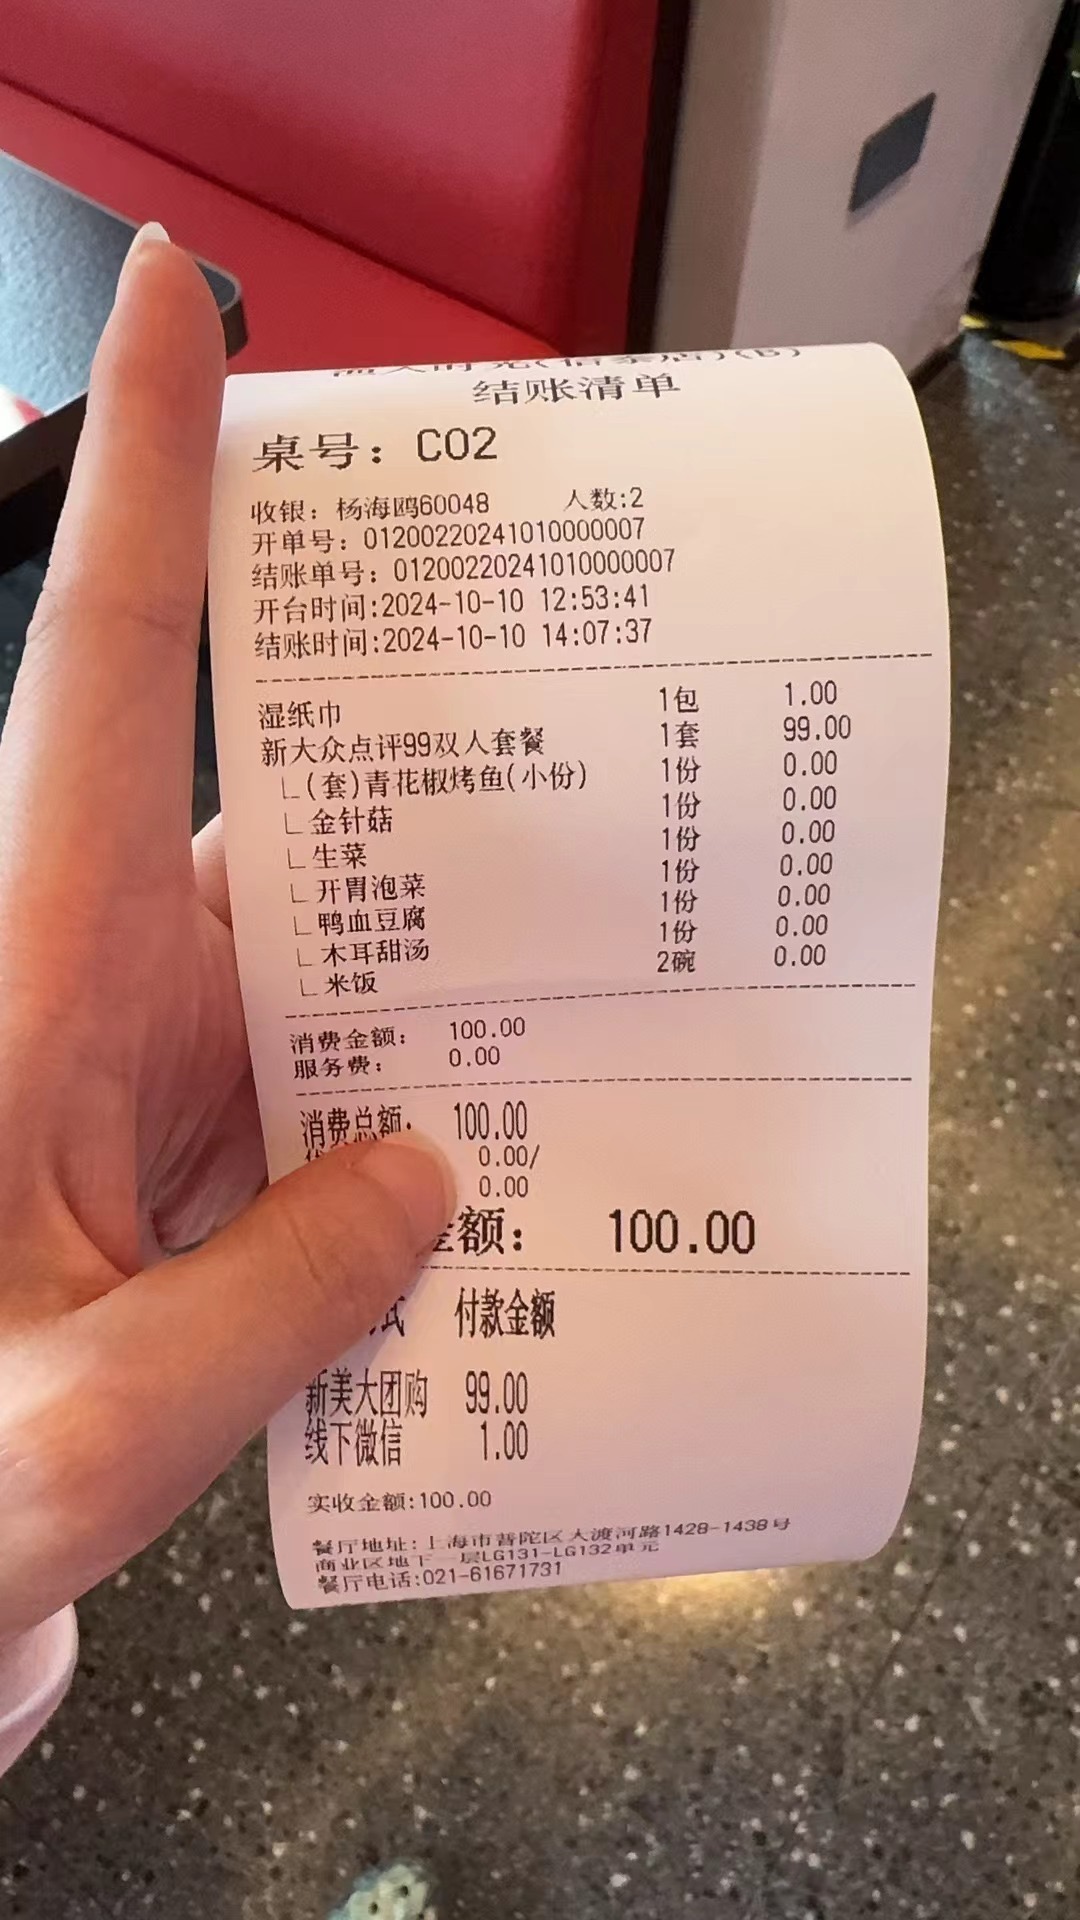 结账清单
桌号：C02
收银：杨海鸥60048 人数:2
开单号：01200220241010000007
结账单号：01200220241010000007
开台时间:2024-10-10 12:53:41
结账时间:2024-10-10 14:07:37
湿纸巾 1包 1.00
新大众点评99双人套餐 1套 99.00
└(套)青花椒烤鱼(小份) 1份 0.00
└金针菇 1份 0.00
└生菜 1份 0.00
└开胃泡菜 1份 0.00
└鸭血豆腐 1份 0.00
└木耳甜汤 1份 0.00
└米饭 2碗 0.00
消费金额： 100.00
服务费： 0.00
消费总额： 100.00
0.00/
0.00
金额： 100.00
式 付款金额
新美大团购 99.00
线下微信 1.00
实收金额:100.00
餐厅地址:上海市普陀区大渡河路1428-1438号
商业区地下一层LG131-LG132单元
餐厅电话:021-61671731